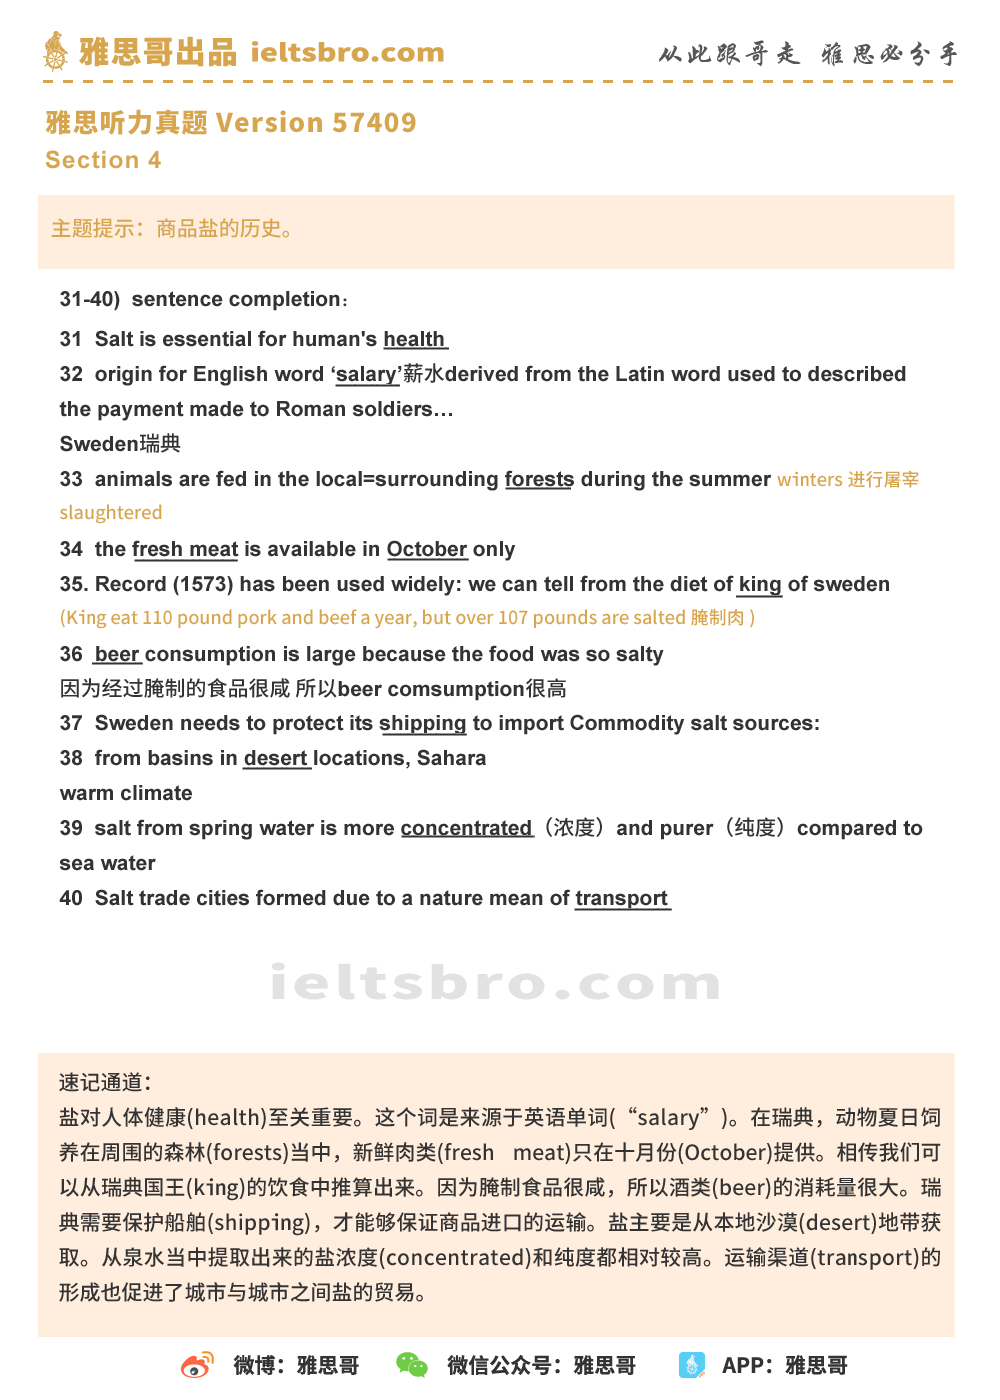 雅思哥出品 ieltsbro.com
从此跟哥走 雅思必分手
雅思听力真题 Version 57409
Section 4
主题提示：商品盐的历史。
31-40)  sentence completion：
31  Salt is essential for human's health
32  origin for English word ‘salary’薪水derived from the Latin word used to described
the payment made to Roman soldiers…
Sweden瑞典
33  animals are fed in the local=surrounding forests during the summer winters 进行屠宰
slaughtered
34  the fresh meat is available in October only
35. Record (1573) has been used widely: we can tell from the diet of king of sweden
(King eat 110 pound pork and beef a year, but over 107 pounds are salted 腌制肉 )
36  beer consumption is large because the food was so salty
因为经过腌制的食品很咸 所以beer comsumption很高
37  Sweden needs to protect its shipping to import Commodity salt sources:
38  from basins in desert locations, Sahara
warm climate
39  salt from spring water is more concentrated（浓度）and purer（纯度）compared to
sea water
40  Salt trade cities formed due to a nature mean of transport
ieltsbro.com
速记通道：
盐对人体健康(health)至关重要。这个词是来源于英语单词(“salary”)。在瑞典，动物夏日饲
养在周围的森林(forests)当中，新鲜肉类(fresh meat)只在十月份(October)提供。相传我们可
以从瑞典国王(king)的饮食中推算出来。因为腌制食品很咸，所以酒类(beer)的消耗量很大。瑞
典需要保护船舶(shipping)，才能够保证商品进口的运输。盐主要是从本地沙漠(desert)地带获
取。从泉水当中提取出来的盐浓度(concentrated)和纯度都相对较高。运输渠道(transport)的
形成也促进了城市与城市之间盐的贸易。
微博：雅思哥 微信公众号：雅思哥 APP：雅思哥